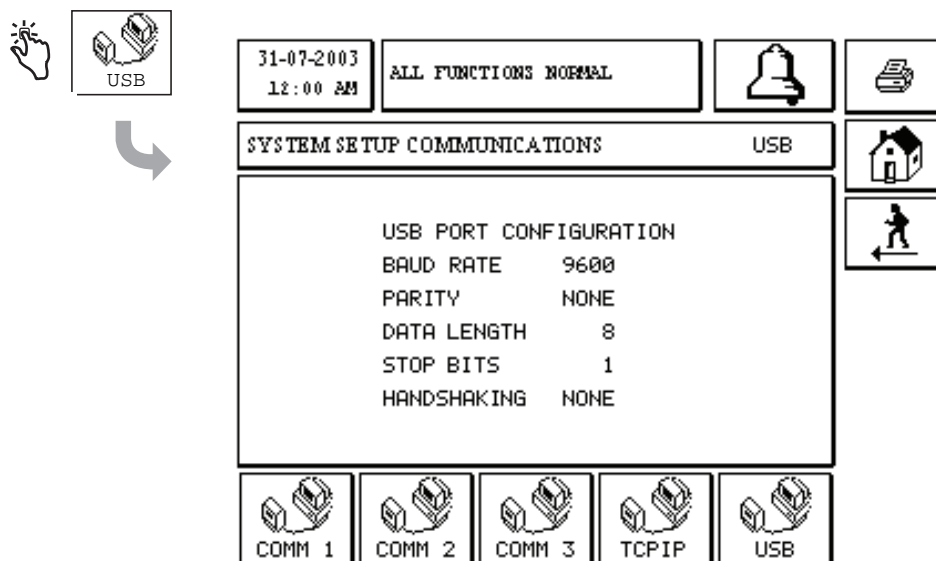 USB
31-07-2003
12:00 AM
ALL FUNCTIONS NORMAL
SYSTEM SETUP COMMUNICATIONS USB
USB PORT CONFIGURATION
BAUD RATE 9600
PARITY NONE
DATA LENGTH 8
STOP BITS 1
HANDSHAKING NONE
COMM 1 COMM 2 COMM 3 TCPIP USB